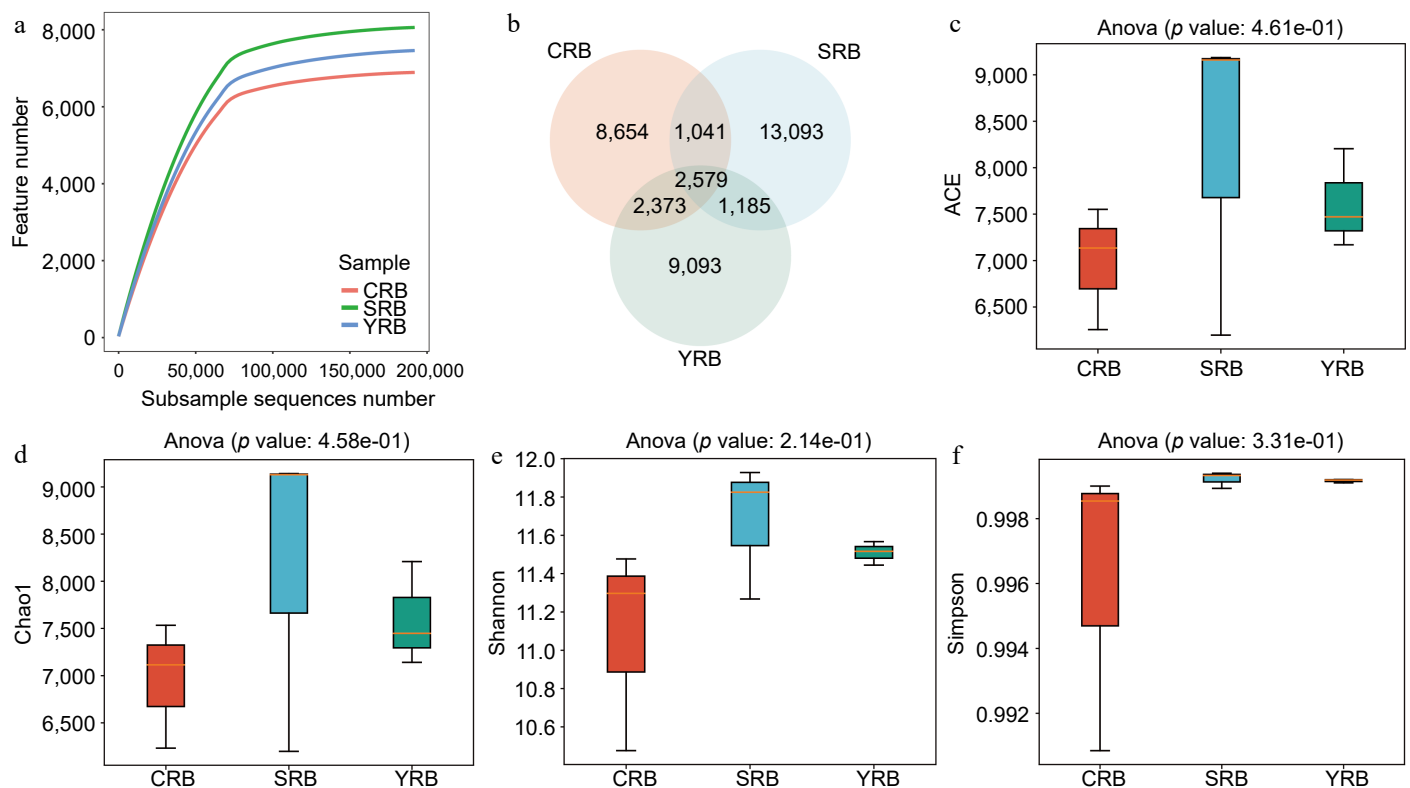 a
Feature number
8,000
6,000
4,000
2,000
0
Sample
CRB
SRB
YRB
0 50,000 100,000 150,000 200,000
Subsample sequences number
b
CRB
SRB
8,654 1,041 13,093
2,579
2,373 1,185
9,093
YRB
c
Anova (p value: 4.61e-01)
ACE
9,000
8,500
8,000
7,500
7,000
6,500
CRB SRB YRB
d
Anova (p value: 4.58e-01)
Chao1
9,000
8,500
8,000
7,500
7,000
6,500
CRB SRB YRB
e
Anova (p value: 2.14e-01)
Shannon
12.0
11.8
11.6
11.4
11.2
11.0
10.8
10.6
CRB SRB YRB
f
Anova (p value: 3.31e-01)
Simpson
0.998
0.996
0.994
0.992
CRB SRB YRB